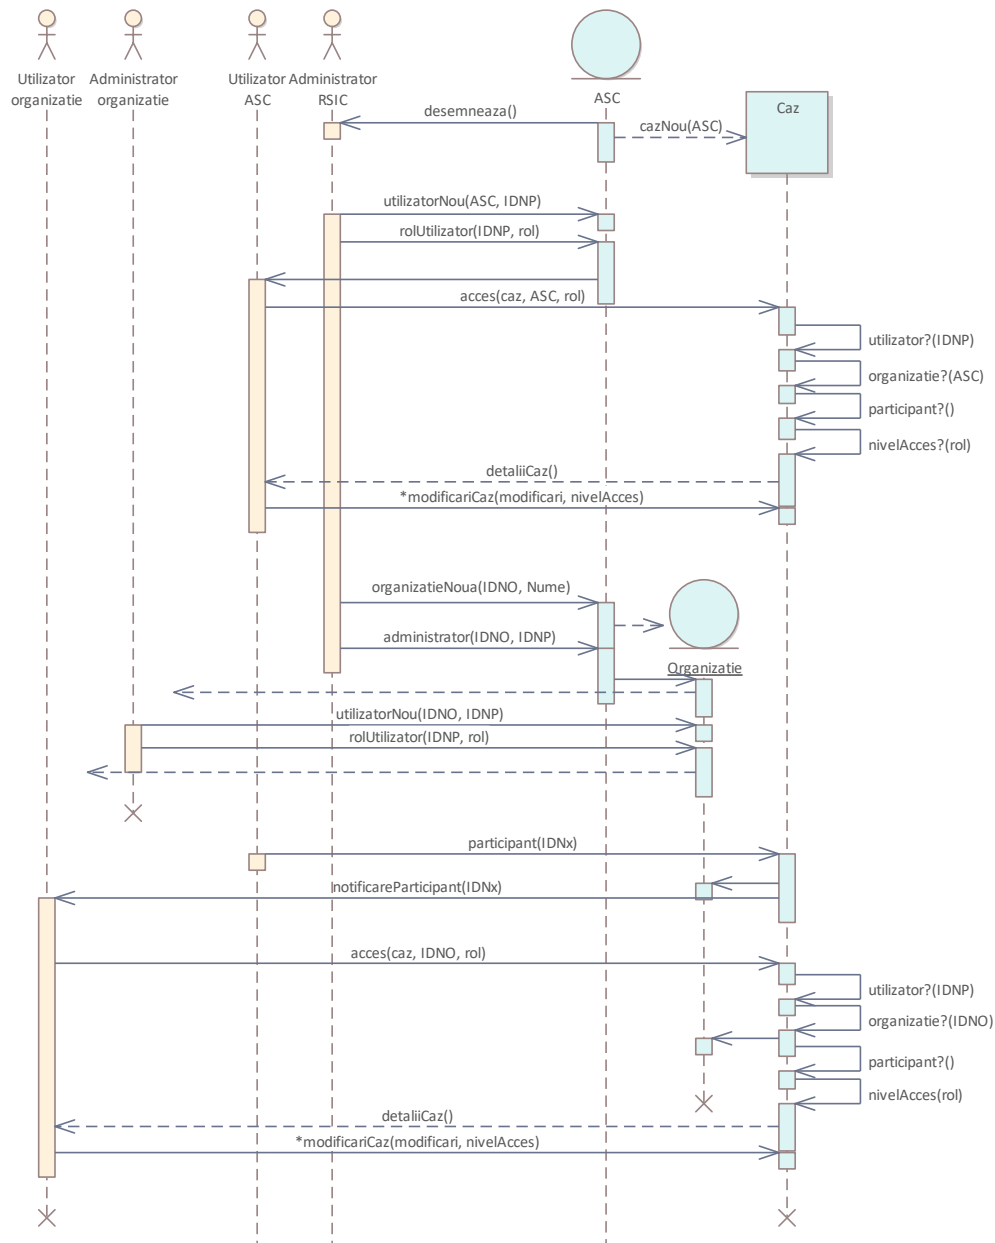 Utilizator organizatie
Administrator organizatie
Utilizator ASC
Administrator RSIC
ASC
Caz
desemneaza()
cazNou(ASC)
utilizatorNou(ASC, IDNP)
rolUtilizator(IDNP, rol)
acces(caz, ASC, rol)
utilizator?(IDNP)
organizatie?(ASC)
participant?()
nivelAcces?(rol)
detaliiCaz()
*modificariCaz(modificari, nivelAcces)
organizatieNoua(IDNO, Nume)
administrator(IDNO, IDNP)
Organizatie
utilizatorNou(IDNO, IDNP)
rolUtilizator(IDNP, rol)
participant(IDNx)
notificareParticipant(IDNx)
acces(caz, IDNO, rol)
utilizator?(IDNP)
organizatie?(IDNO)
participant?()
nivelAcces(rol)
detaliiCaz()
*modificariCaz(modificari, nivelAcces)